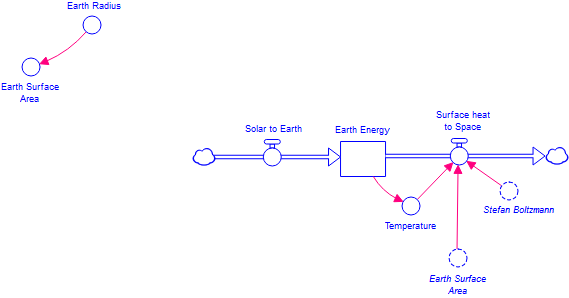 Earth Radius
Earth Surface
Area
Surface heat
to Space
Solar to Earth
Earth Energy
Stefan Boltzmann
Temperature
Earth Surface
Area